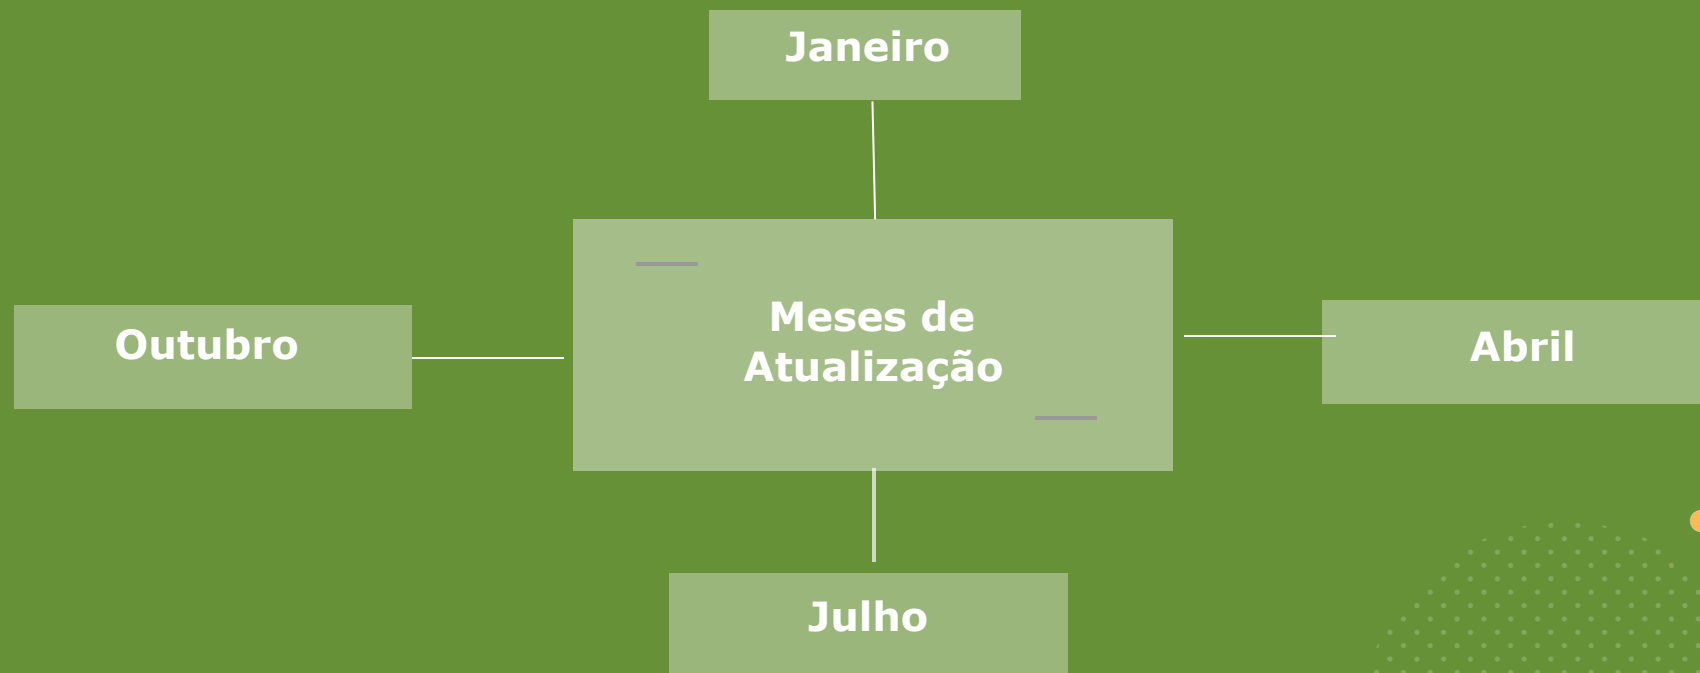 Janeiro
Meses de
Atualização
Outubro
Abril
Julho